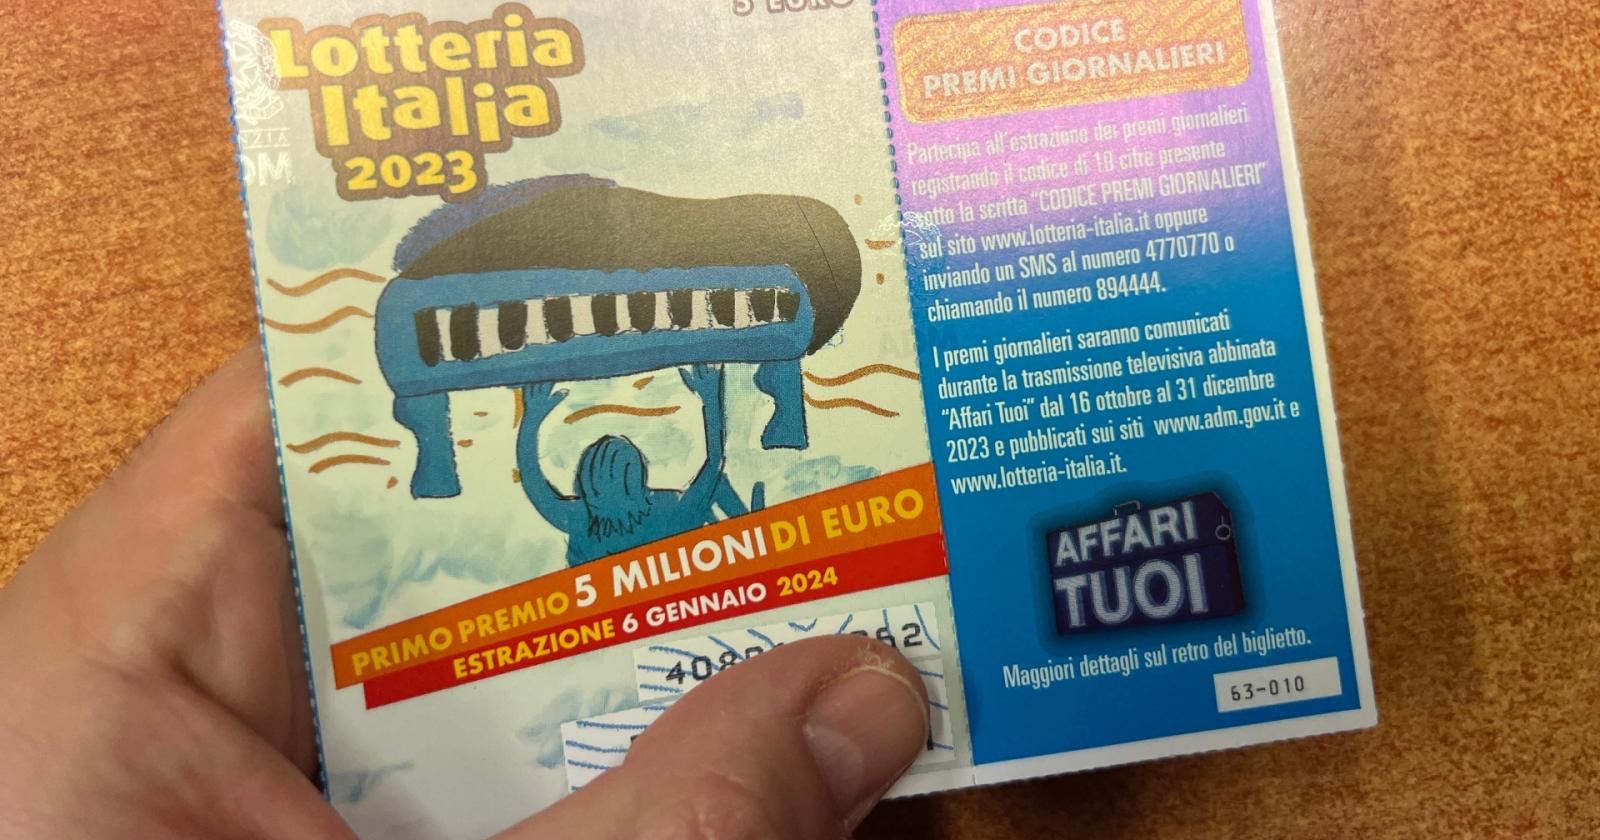 5 EURO
Lotteria
Italia
2023
PRIMO PREMIO 5 MILIONI DI EURO
ESTRAZIONE 6 GENNAIO 2024
CODICE
PREMI GIORNALIERI
Partecipa all'estrazione dei premi giornalieri
registrando il codice di 10 cifre presente
sotto la scritta "CODICE PREMI GIORNALIERI"
sul sito www.lotteria-italia.it oppure
inviando un SMS al numero 4770770 o
chiamando il numero 894444.
I premi giornalieri saranno comunicati
durante la trasmissione televisiva abbinata
"Affari Tuoi" dal 16 ottobre al 31 dicembre
2023 e pubblicati sui siti www.adm.gov.it e
www.lotteria-italia.it.
AFFARI
TUOI
Maggiori dettagli sul retro del biglietto.
63-010